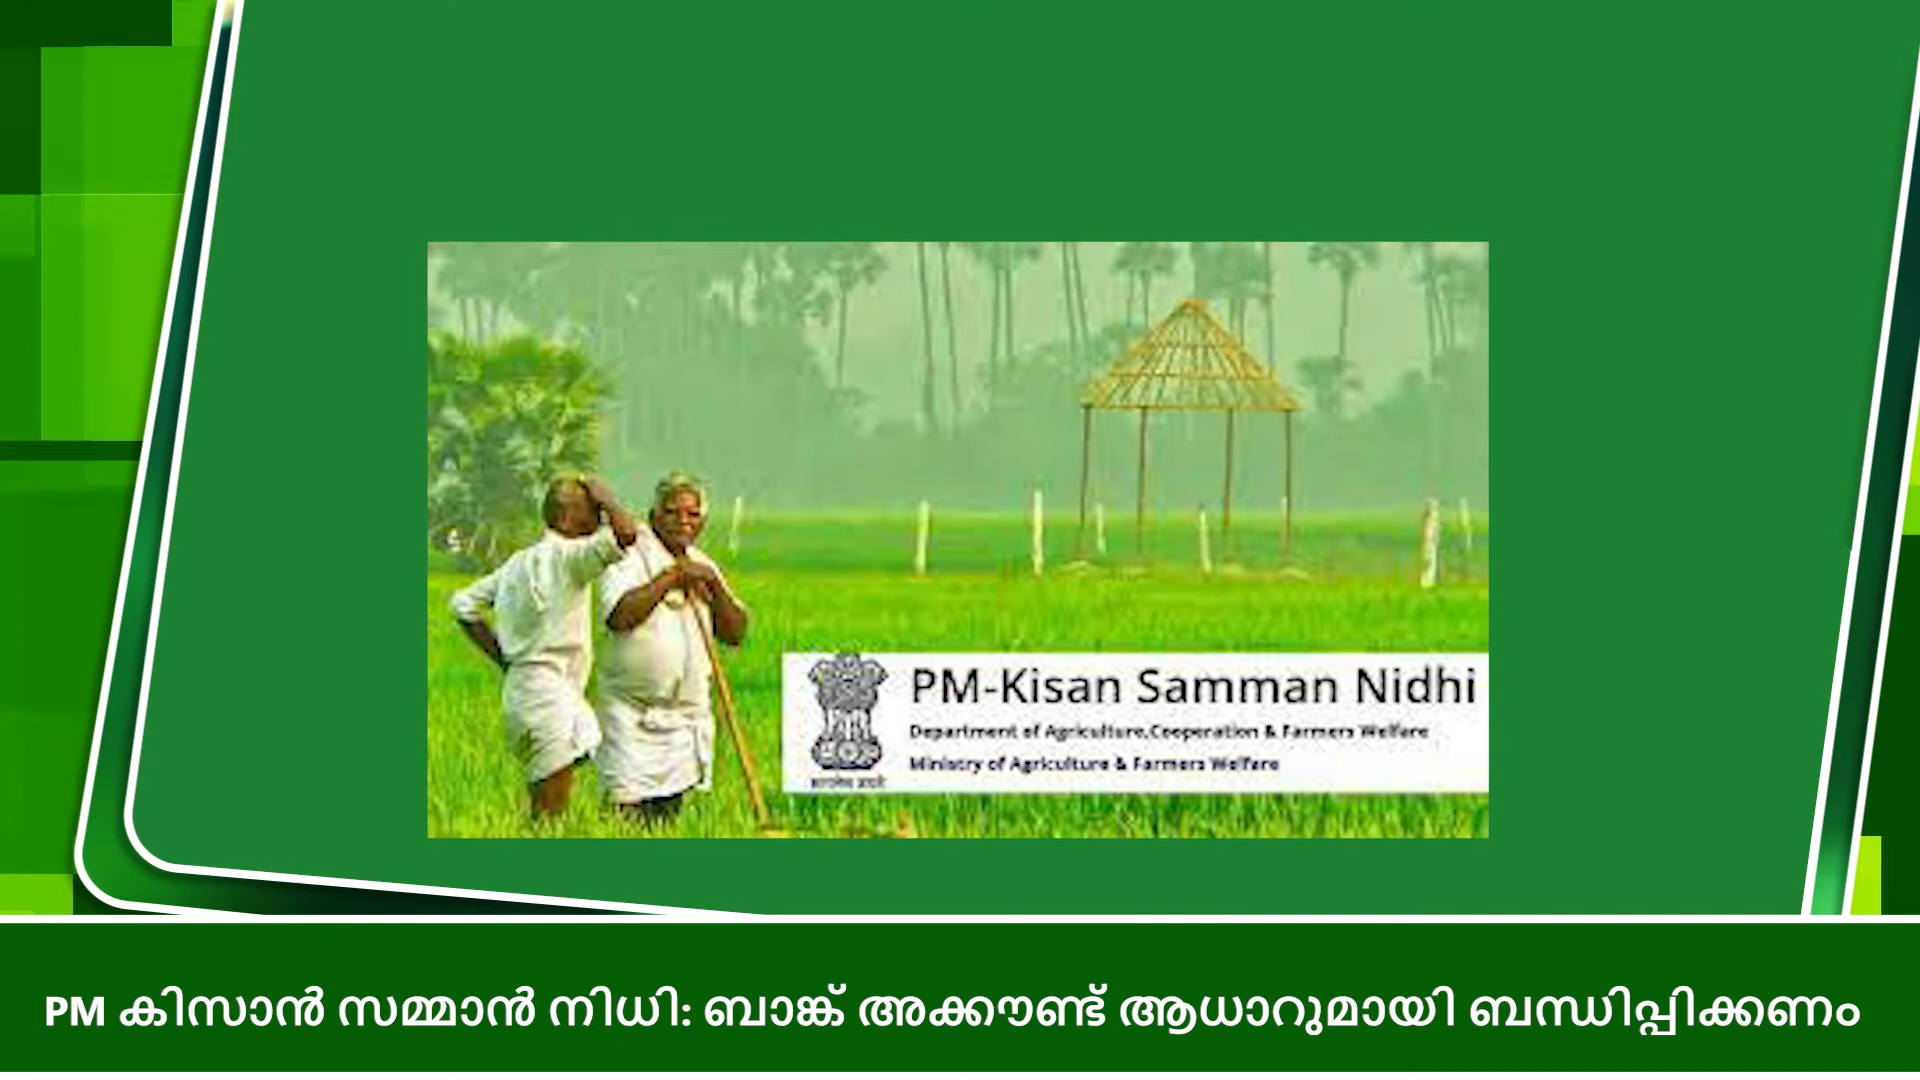 PM-Kisan Samman Nidhi
Department of Agriculture,Cooperation & Farmers Welfare
Ministry of Agriculture & Farmers Welfare
PM കിസാൻ സമ്മാൻ നിധി: ബാങ്ക് അക്കൗണ്ട് ആധാറുമായി ബന്ധിപ്പിക്കണം